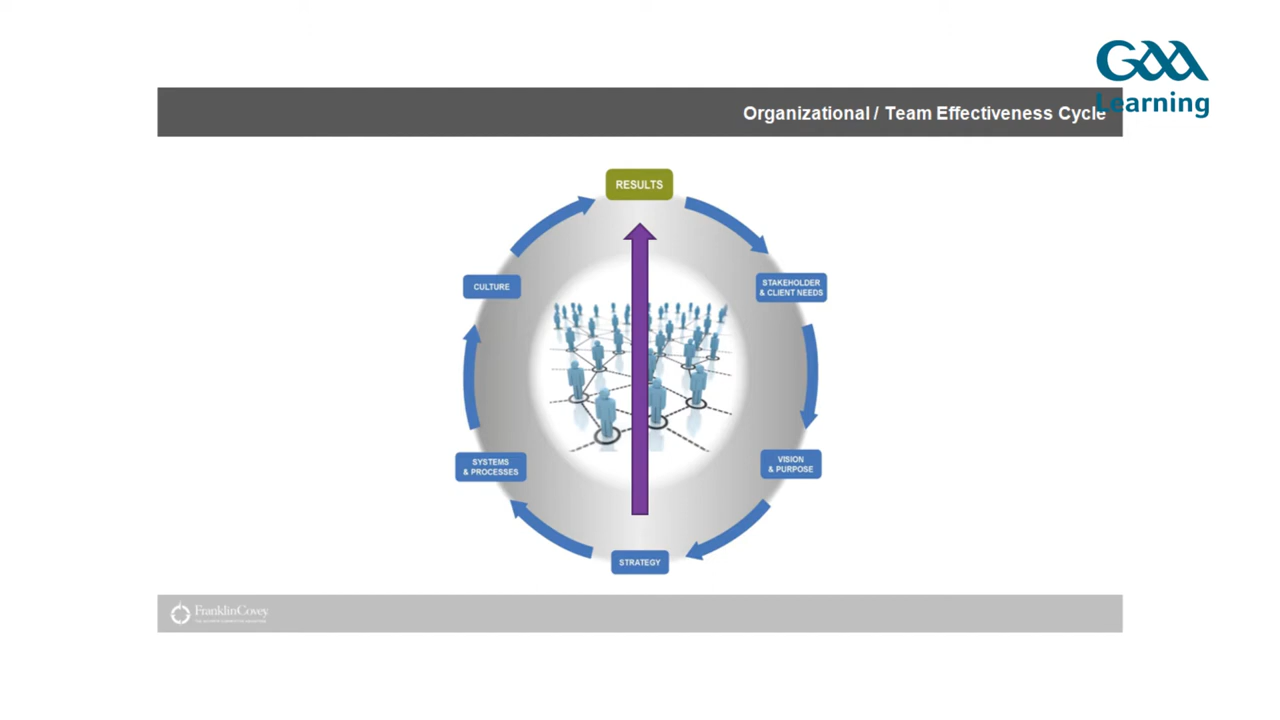 GAA
Learning
Organizational / Team Effectiveness Cycle
RESULTS
CULTURE
STAKEHOLDER
& CLIENT NEEDS
SYSTEMS
& PROCESSES
VISION
& PURPOSE
STRATEGY
FranklinCovey